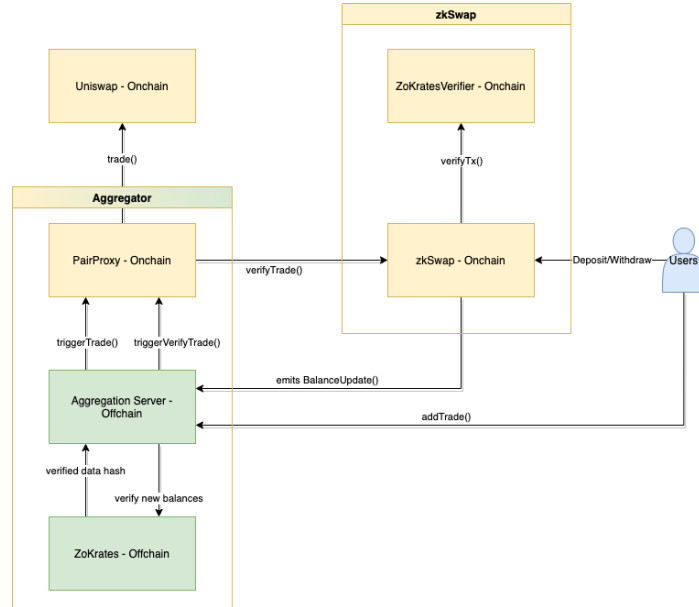 zkSwap
Uniswap - Onchain
ZoKratesVerifier - Onchain
trade()
verifyTx()
Aggregator
PairProxy - Onchain
verifyTrade()
zkSwap - Onchain
Deposit/Withdraw
Users
triggerTrade()
triggerVerifyTrade()
emits BalanceUpdate()
Aggregation Server -
Offchain
addTrade()
verified data hash
verify new balances
ZoKrates - Offchain